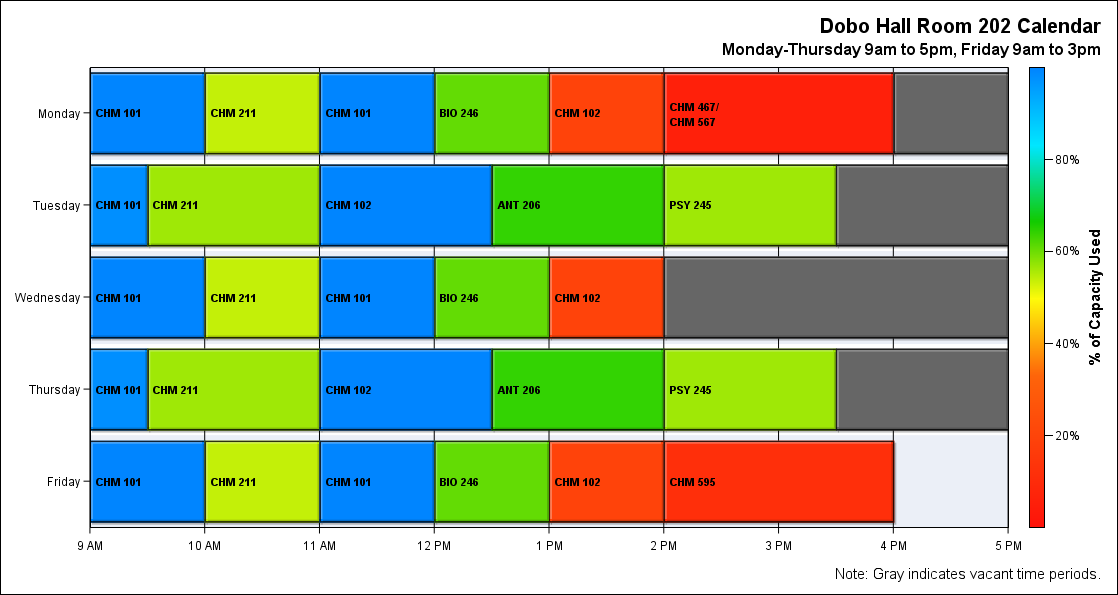 Dobo Hall Room 202 Calendar
Monday-Thursday 9am to 5pm, Friday 9am to 3pm
Monday
CHM 101
CHM 211
CHM 101
BIO 246
CHM 102
CHM 467/
CHM 567
Tuesday
CHM 101
CHM 211
CHM 102
ANT 206
PSY 245
Wednesday
CHM 101
CHM 211
CHM 101
BIO 246
CHM 102
Thursday
CHM 101
CHM 211
CHM 102
ANT 206
PSY 245
Friday
CHM 101
CHM 211
CHM 101
BIO 246
CHM 102
CHM 595
9 AM
10 AM
11 AM
12 PM
1 PM
2 PM
3 PM
4 PM
5 PM
80%
60%
40%
20%
% of Capacity Used
Note: Gray indicates vacant time periods.